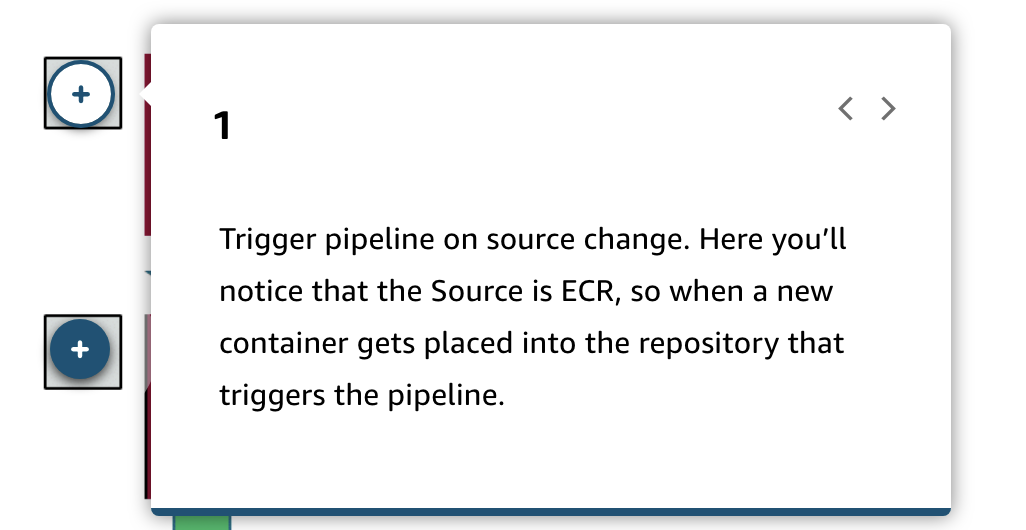 1
Trigger pipeline on source change. Here you’ll
notice that the Source is ECR, so when a new
container gets placed into the repository that
triggers the pipeline.